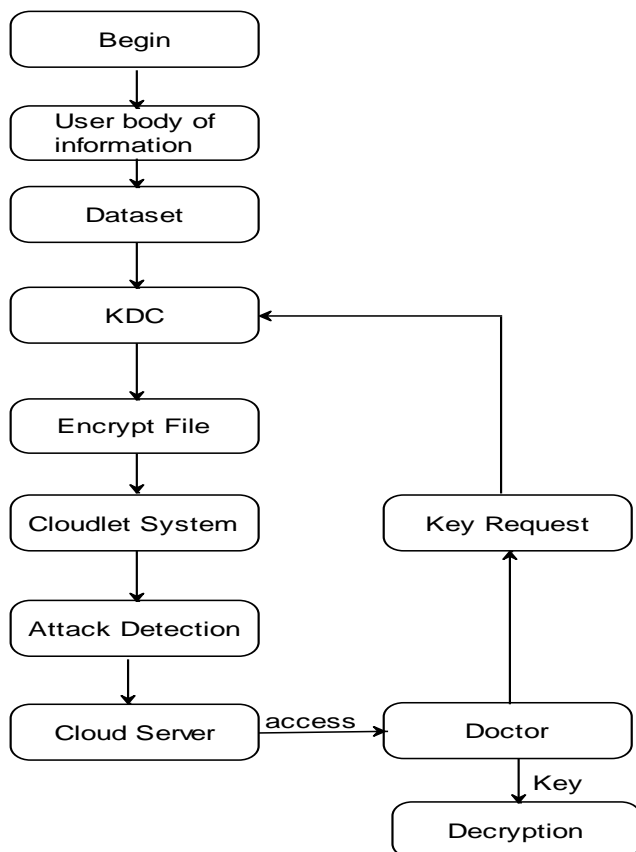 Begin
User body of
information
Dataset
KDC
Encrypt File
Cloudlet System
Key Request
Attack Detection
Cloud Server
access
Doctor
Key
Decryption